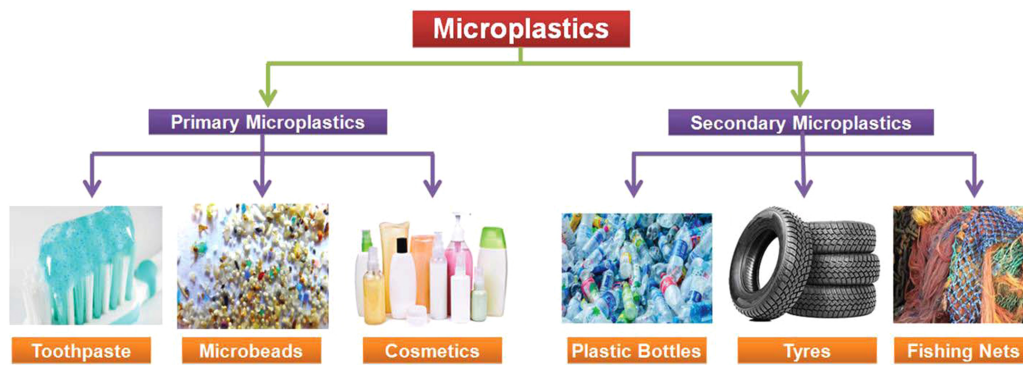 Microplastics
Primary Microplastics
Secondary Microplastics
Toothpaste
Microbeads
Cosmetics
Plastic Bottles
Tyres
Fishing Nets